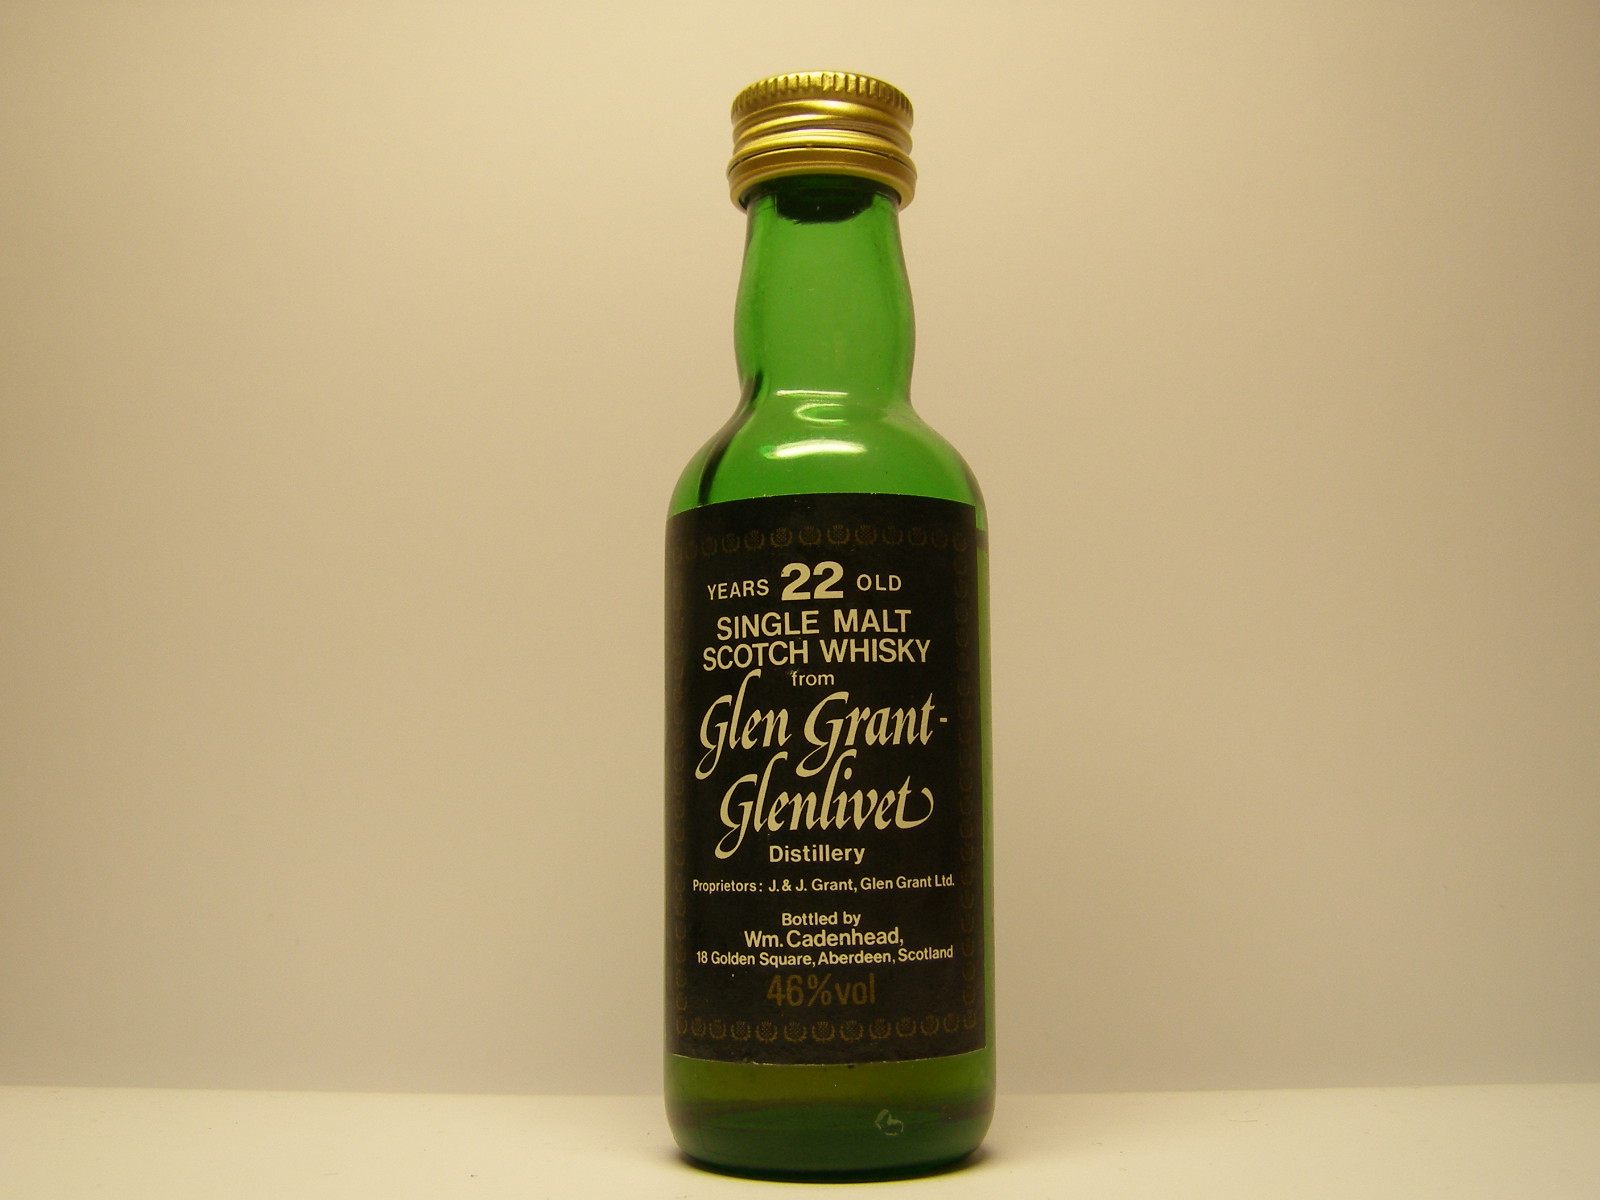 YEARS 22 OLD
SINGLE MALT
SCOTCH WHISKY
from
Glen Grant-
Glenlivet
Distillery
Proprietors: J. & J. Grant, Glen Grant Ltd.
Bottled by
Wm. Cadenhead,
18 Golden Square, Aberdeen, Scotland
46%vol